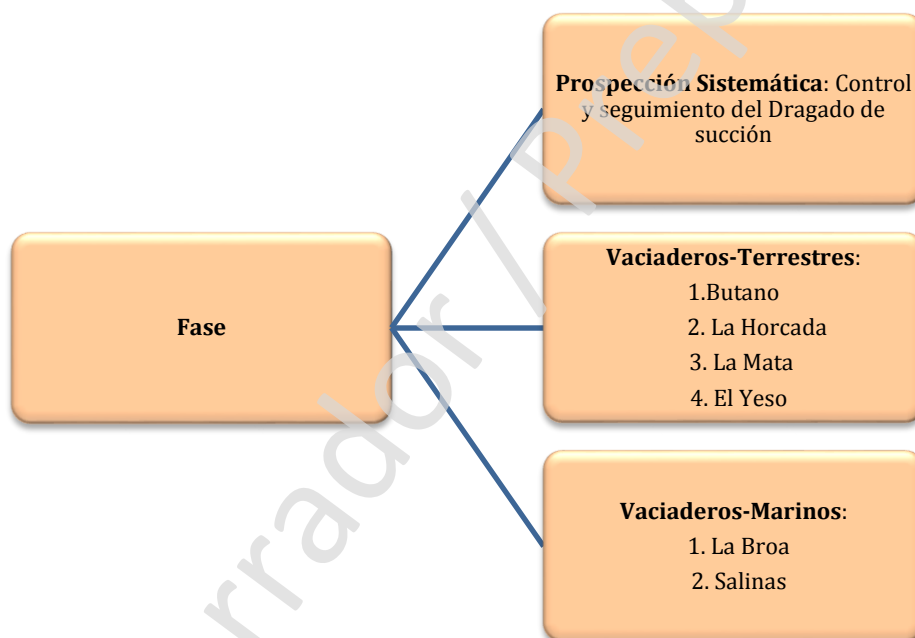 Prospección Sistemática: Control
y seguimiento del Dragado de
succión
Fase
Vaciaderos-Terrestres:
1.Butano
2. La Horcada
3. La Mata
4. El Yeso
Vaciaderos-Marinos:
1. La Broa
2. Salinas